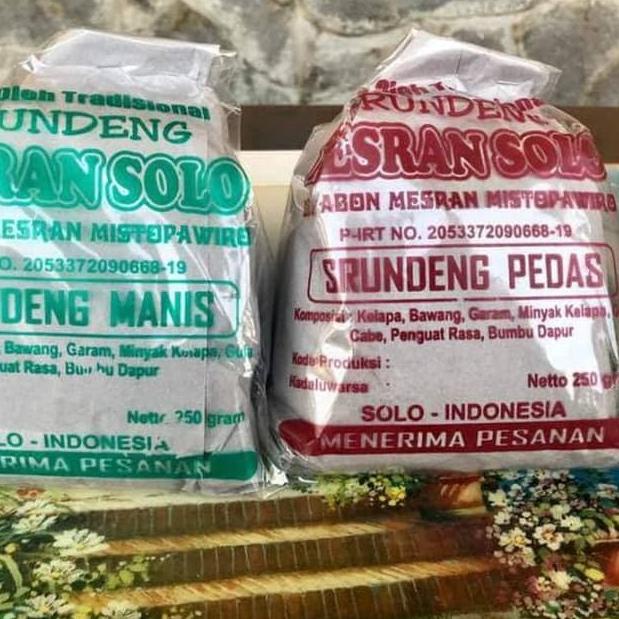 oleh Tradisional
UNDENG
RAN SOLO
MESRAN MISTOPAWIRO
O. 2053372090668-19
DENG MANIS
Bawang, Garam, Minyak Kelapa, Gula
uat Rasa, Bumbu Dapur
Netto 250 gram
LO - INDONESIA
RIMA PESANAN
oleh
RUNDENG
ESRAN SOLO
ABON MESRAN MISTOPAWIRO
P-IRT NO. 2053372090668-19
SRUNDENG PEDAS
Komposisi : Kelapa, Bawang, Garam, Minyak Kelapa,
Cabe, Penguat Rasa, Bumbu Dapur
Kode Produksi :
Kadaluwarsa :
Netto 250 gr
SOLO - INDONESIA
MENERIMA PESANAN